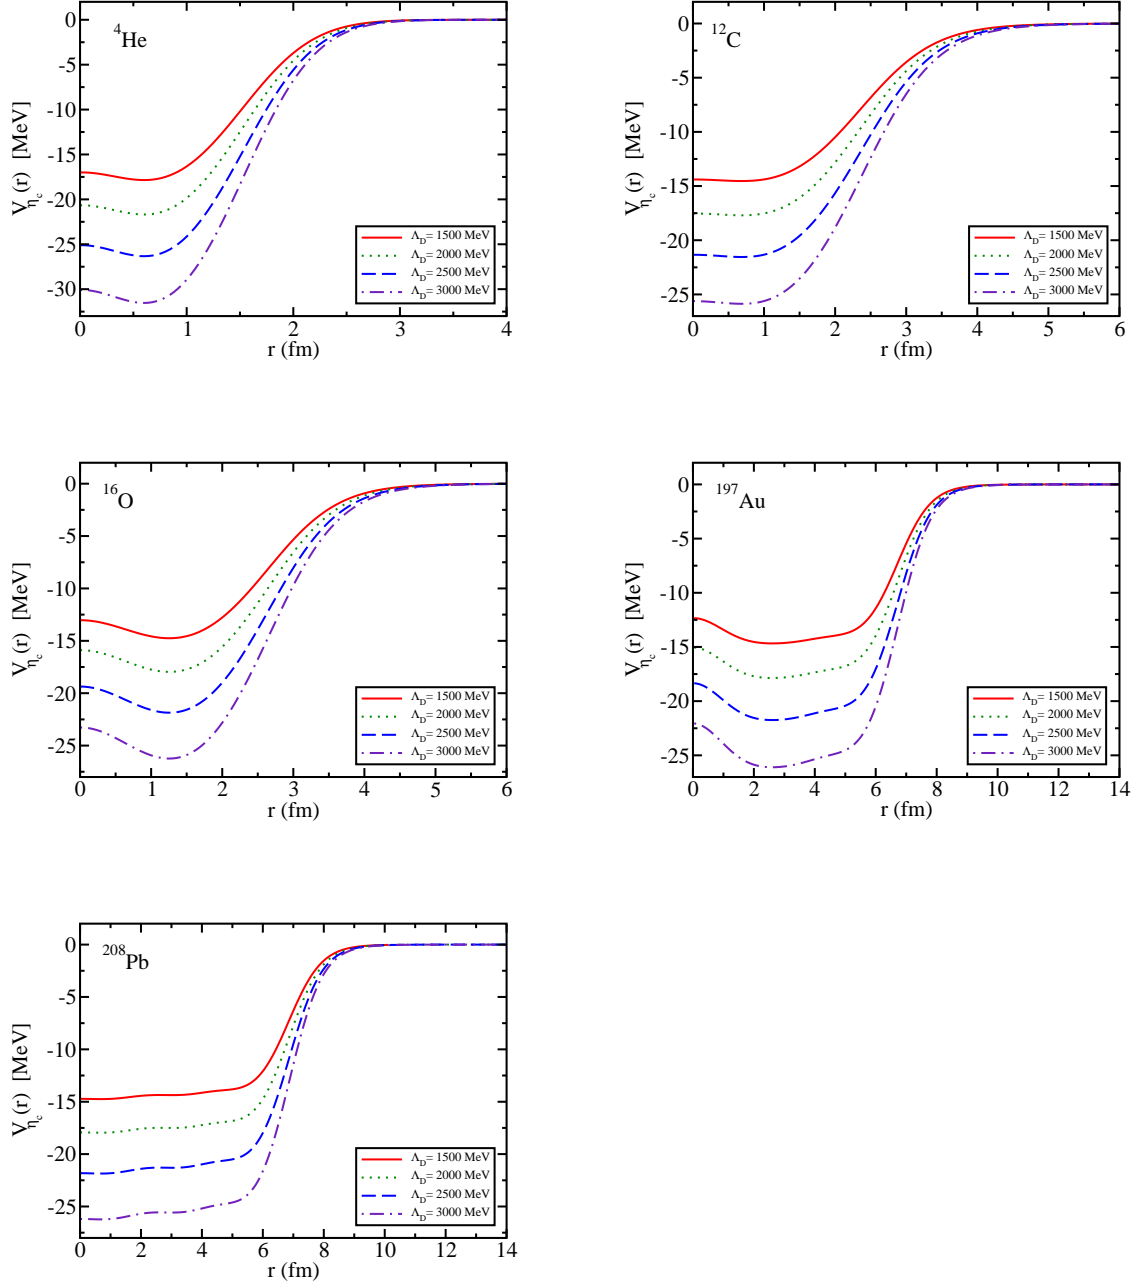 ⁴He
0
-5
-10
-15
-20
-25
-30
V_ηc(r) [MeV]
0 1 2 3 4
r (fm)
Λ_D= 1500 MeV
Λ_D= 2000 MeV
Λ_D= 2500 MeV
Λ_D= 3000 MeV
¹²C
0
-5
-10
-15
-20
-25
V_ηc(r) [MeV]
0 1 2 3 4 5 6
r (fm)
Λ_D= 1500 MeV
Λ_D= 2000 MeV
Λ_D= 2500 MeV
Λ_D= 3000 MeV
¹⁶O
0
-5
-10
-15
-20
-25
V_ηc(r) [MeV]
0 1 2 3 4 5 6
r (fm)
Λ_D= 1500 MeV
Λ_D= 2000 MeV
Λ_D= 2500 MeV
Λ_D= 3000 MeV
¹⁹⁷Au
0
-5
-10
-15
-20
-25
V_ηc(r) [MeV]
0 2 4 6 8 10 12 14
r (fm)
Λ_D= 1500 MeV
Λ_D= 2000 MeV
Λ_D= 2500 MeV
Λ_D= 3000 MeV
²⁰⁸Pb
0
-5
-10
-15
-20
-25
V_ηc(r) [MeV]
0 2 4 6 8 10 12 14
r (fm)
Λ_D= 1500 MeV
Λ_D= 2000 MeV
Λ_D= 2500 MeV
Λ_D= 3000 MeV